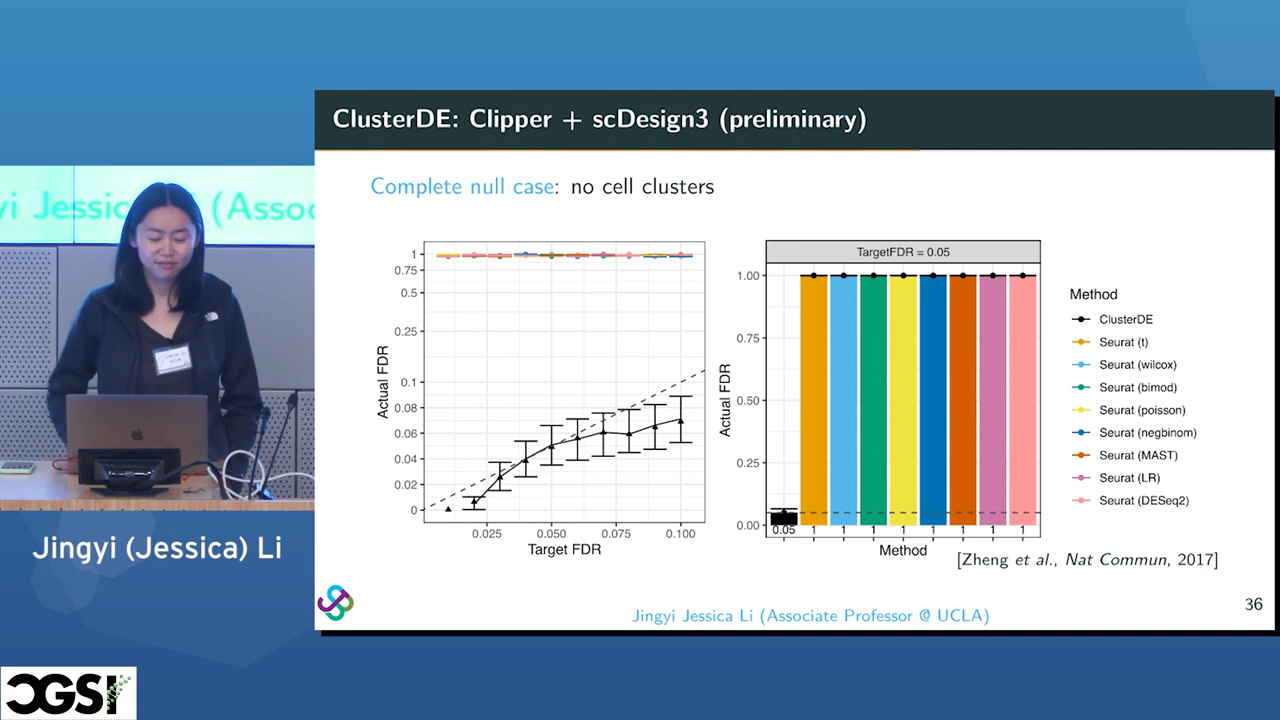 ClusterDE: Clipper + scDesign3 (preliminary)
Complete null case: no cell clusters
yi Jessic (Assoc
Actual FDR
1
0.75
0.5
0.25
0.1
0.08
0.06
0.04
0.02
0
0.025
0.050
0.075
0.100
Target FDR
TargetFDR = 0.05
Actual FDR
1.00
0.75
0.50
0.25
0.00
0.05 1 1 1 1 1 1 1 1
Method
Method
ClusterDE
Seurat (t)
Seurat (wilcox)
Seurat (bimod)
Seurat (poisson)
Seurat (negbinom)
Seurat (MAST)
Seurat (LR)
Seurat (DESeq2)
[Zheng et al., Nat Commun, 2017]
Jingyi (Jessica) Li
Jingyi Jessica Li (Associate Professor @ UCLA)
36
CGSI